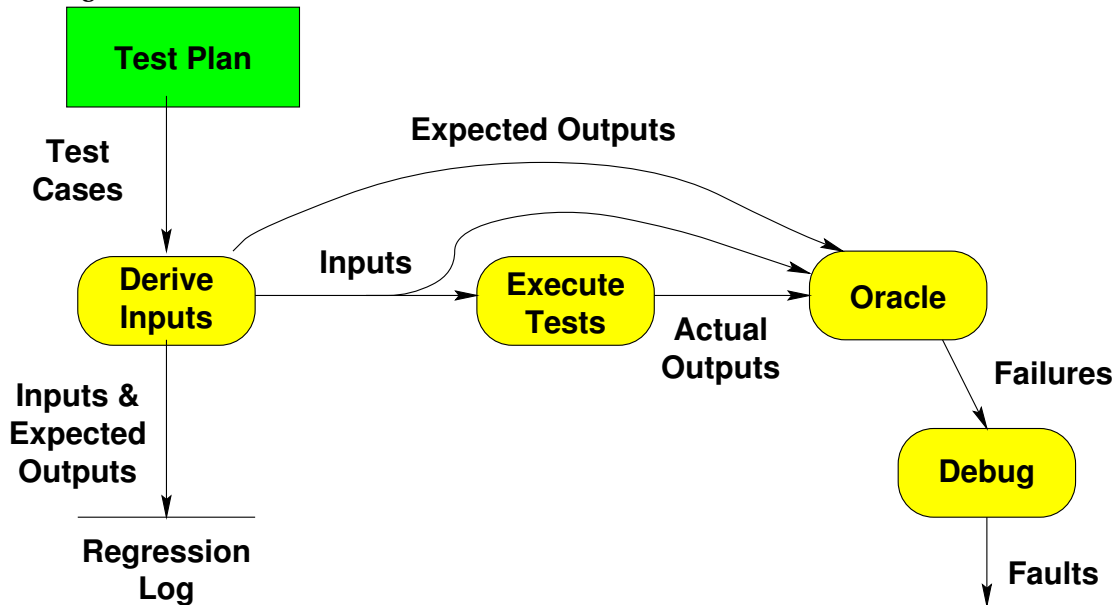 Test Plan
Test
Cases
Expected Outputs
Derive
Inputs
Inputs
Execute
Tests
Actual
Outputs
Oracle
Inputs &
Expected
Outputs
Failures
Debug
Regression
Log
Faults